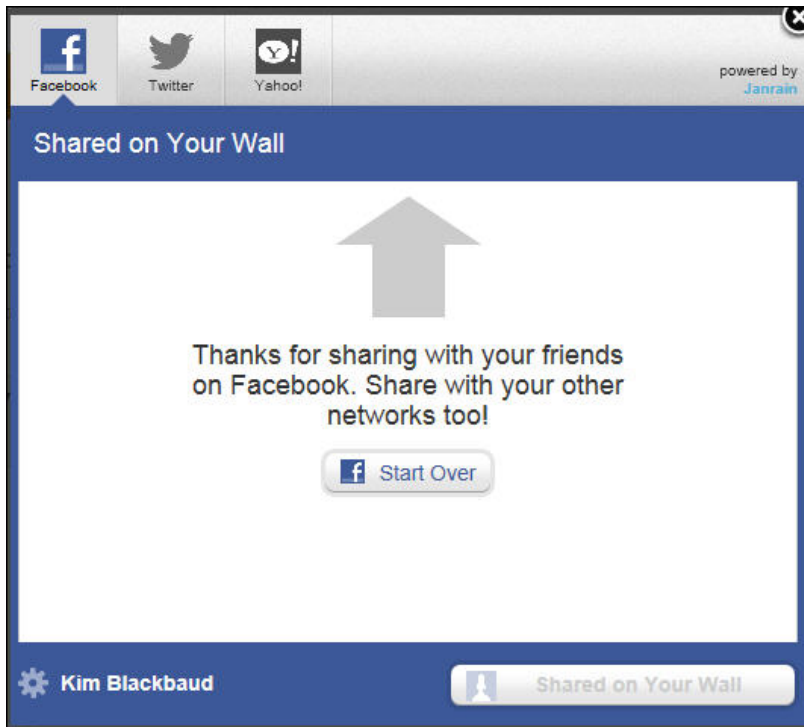 Facebook
Twitter
Yahoo!
powered by
Janrain
Shared on Your Wall
Thanks for sharing with your friends
on Facebook. Share with your other
networks too!
Start Over
Kim Blackbaud
Shared on Your Wall